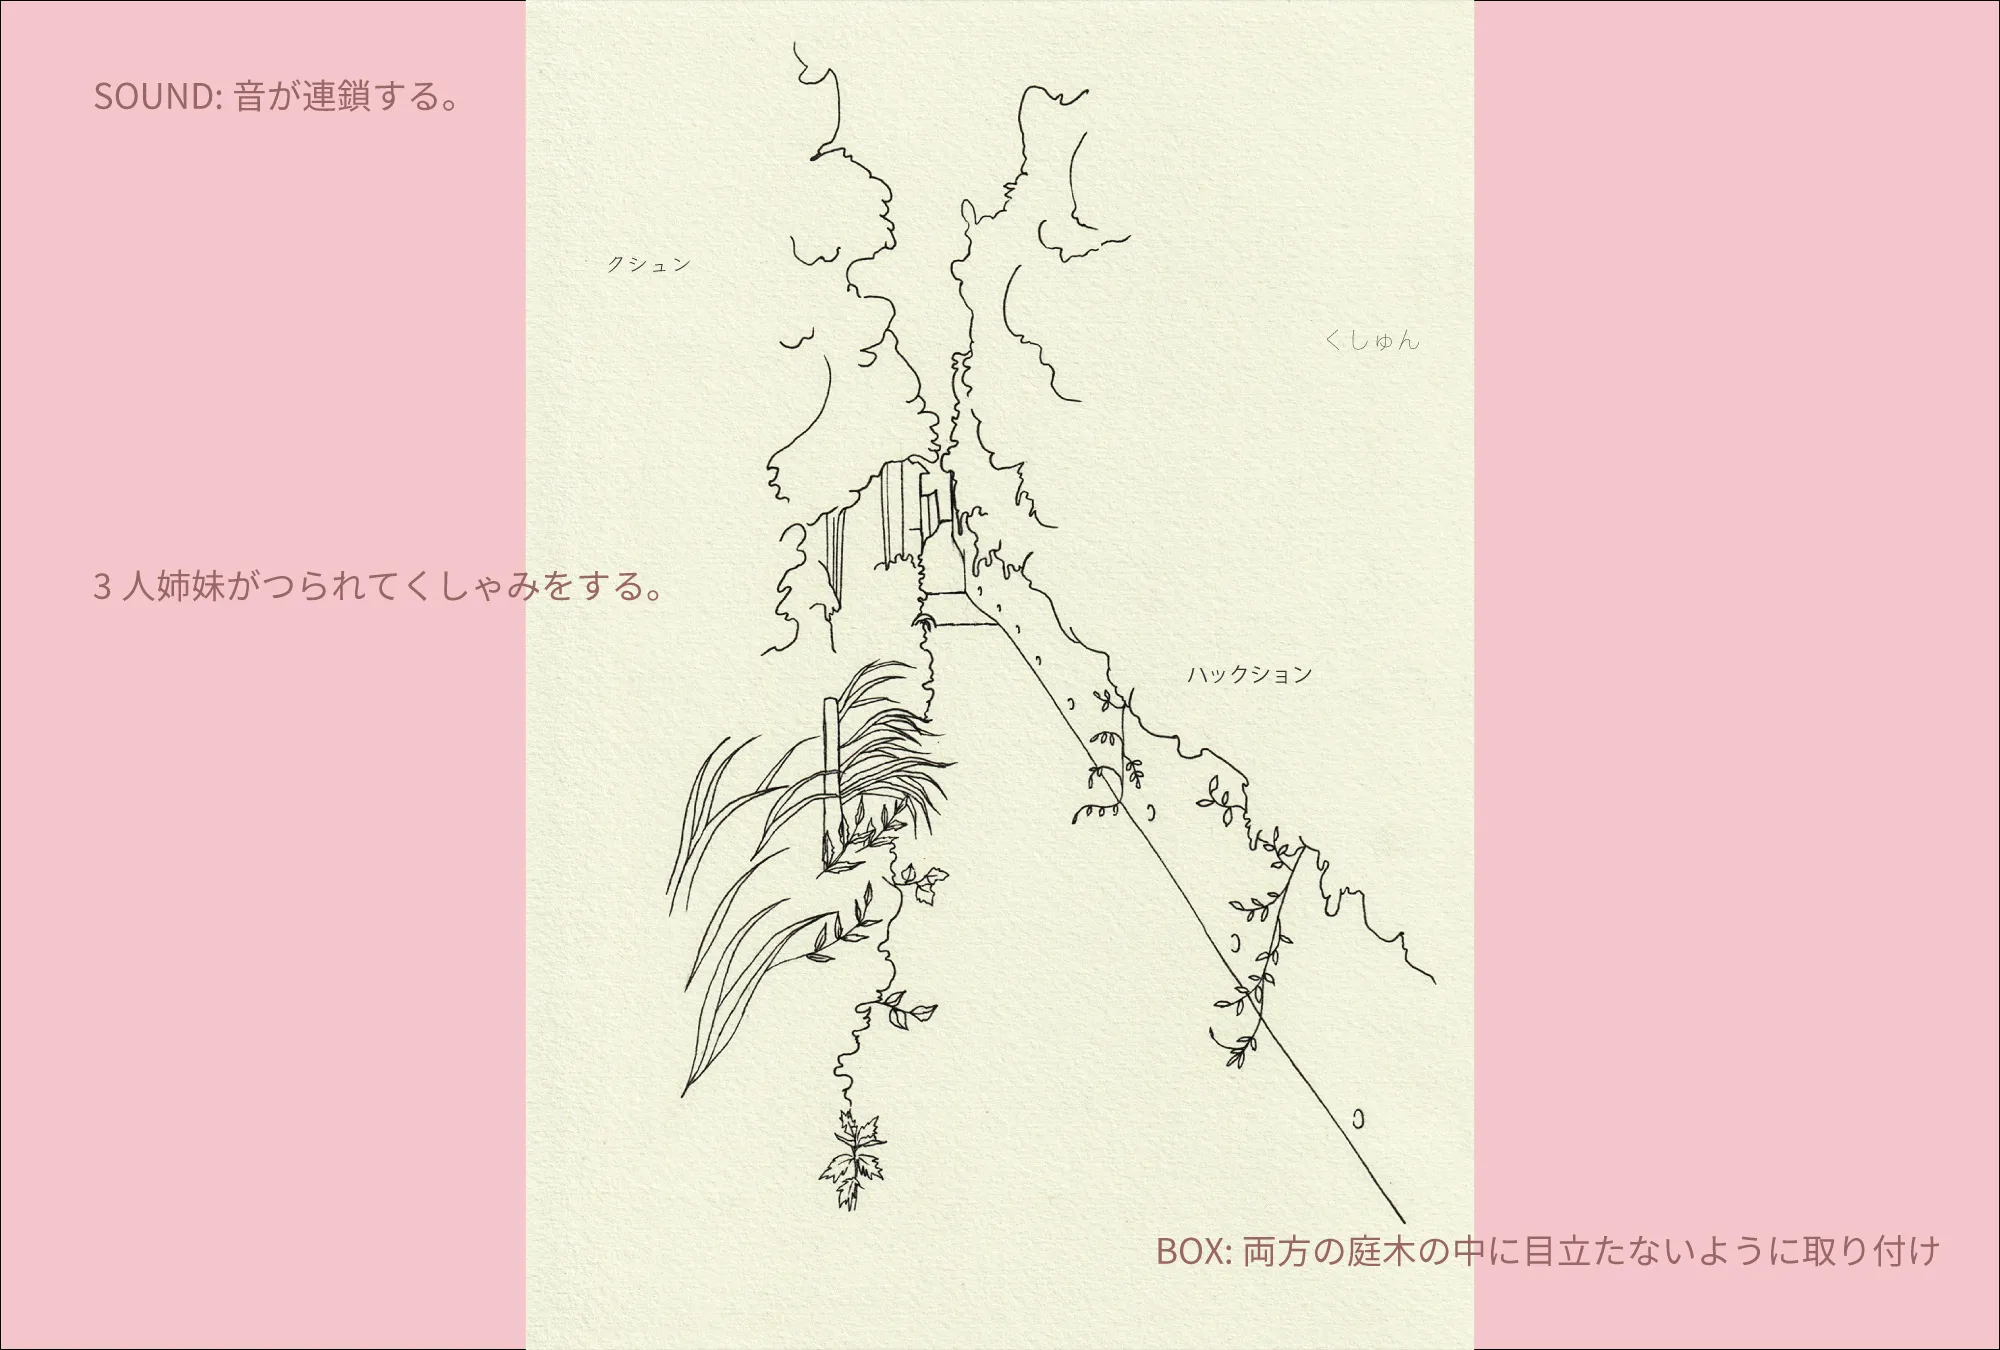 SOUND: 音が連鎖する。
クシュン
くしゅん
3 人姉妹がつられてくしゃみをする。
ハックション
BOX: 両方の庭木の中に目立たないように取り付け